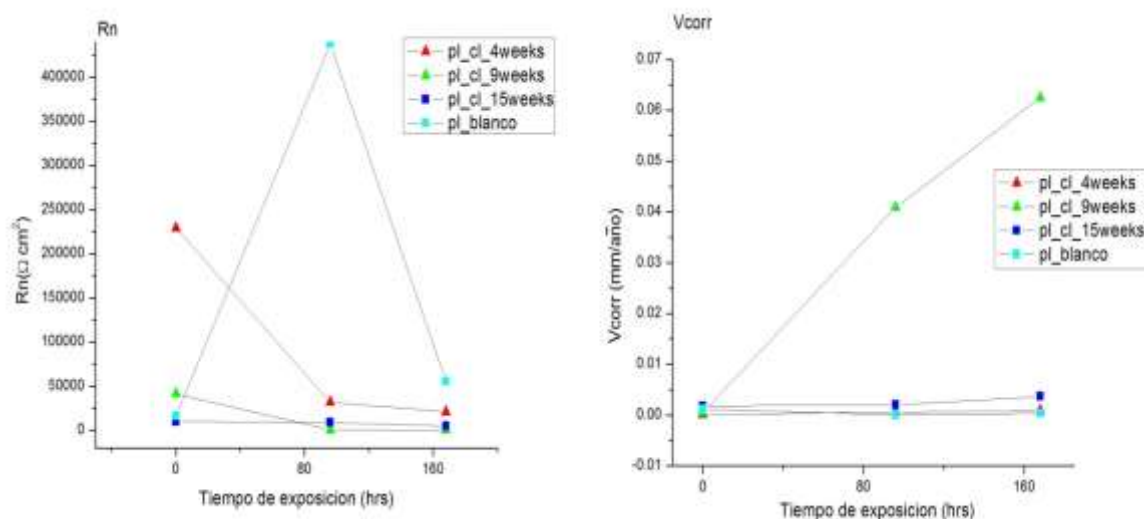 Rn
400000
350000
300000
250000
200000
150000
100000
50000
0
Rn(Ω cm²)
0 80 160
Tiempo de exposicion (hrs)
pl_cl_4weeks
pl_cl_9weeks
pl_cl_15weeks
pl_blanco
Vcorr
0.07
0.06
0.05
0.04
0.03
0.02
0.01
0.00
-0.01
Vcorr (mm/año)
0 80 160
Tiempo de exposicion (hrs)
pl_cl_4weeks
pl_cl_9weeks
pl_cl_15weeks
pl_blanco